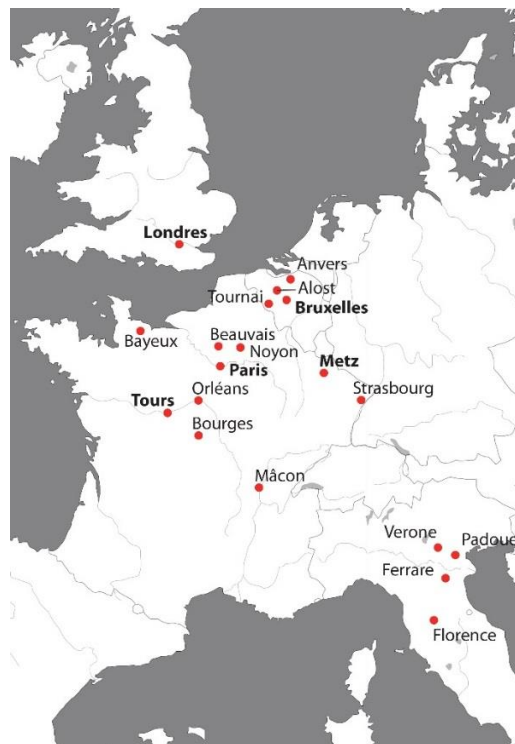 Londres
Anvers
Alost
Tournai
Bruxelles
Bayeux
Beauvais
Noyon
Paris
Metz
Orléans
Strasbourg
Tours
Bourges
Mâcon
Verone
Padoue
Ferrare
Florence